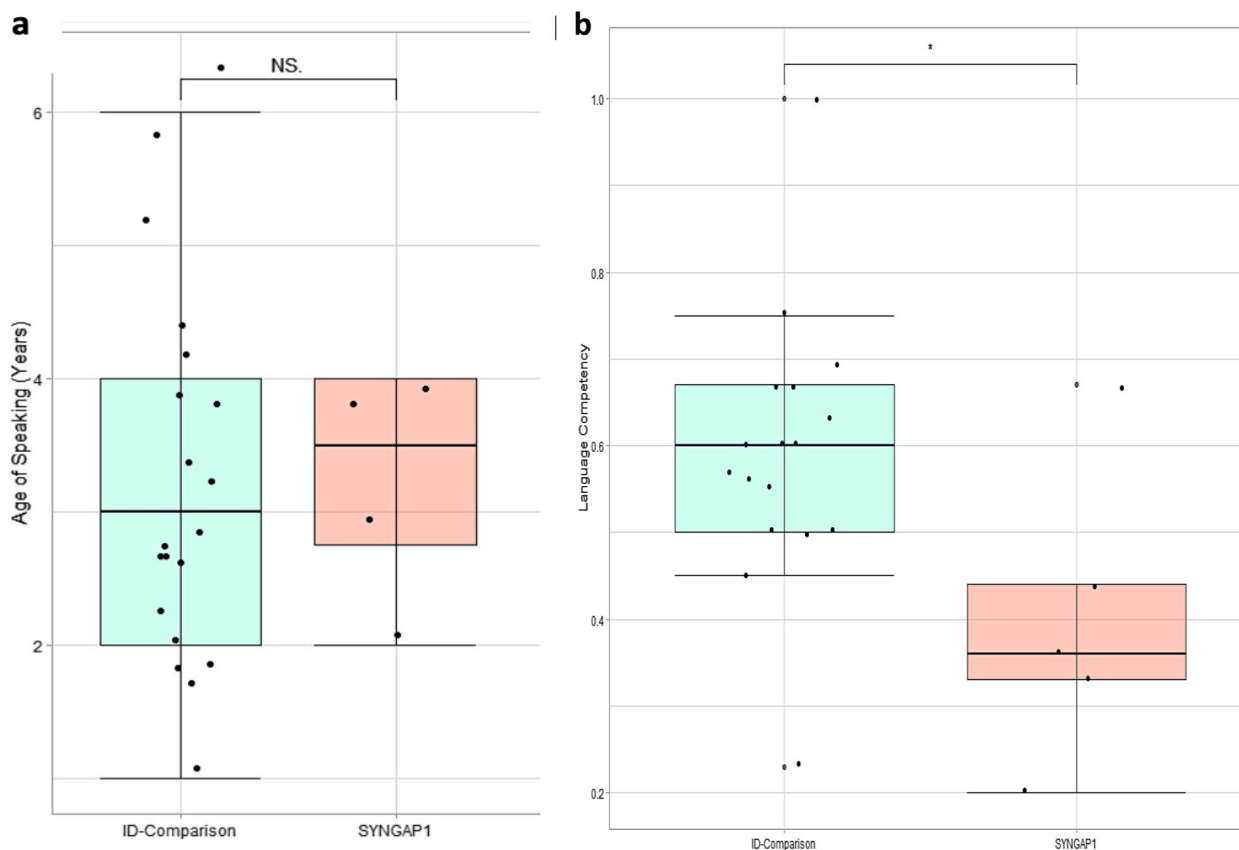 a
NS.
6
4
2
Age of Speaking (Years)
ID-Comparison
SYNGAP1
b
*
1.0
0.8
0.6
0.4
0.2
Language Competency
ID-Comparison
SYNGAP1